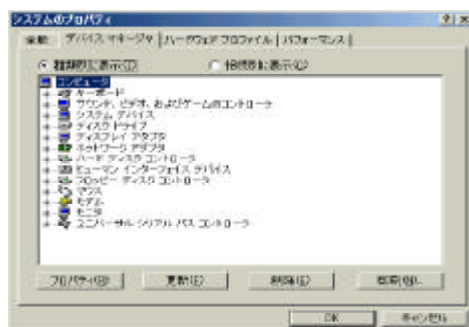 システムのプロパティ
全般 デバイス マネージャ ハードウェア プロファイル パフォーマンス
種類別に表示(T) 接続別に表示(C)
コンピュータ
キーボード
サウンド、ビデオ、およびゲームのコントローラ
システム デバイス
ディスク ドライブ
ディスプレイ アダプタ
ネットワーク アダプタ
ハード ディスク コントローラ
ヒューマン インターフェイス デバイス
フロッピー ディスク コントローラ
マウス
モデム
モニタ
ユニバーサル シリアル バス コントローラ
プロパティ(R) 更新(F) 削除(E) 印刷(N)...
OK キャンセル